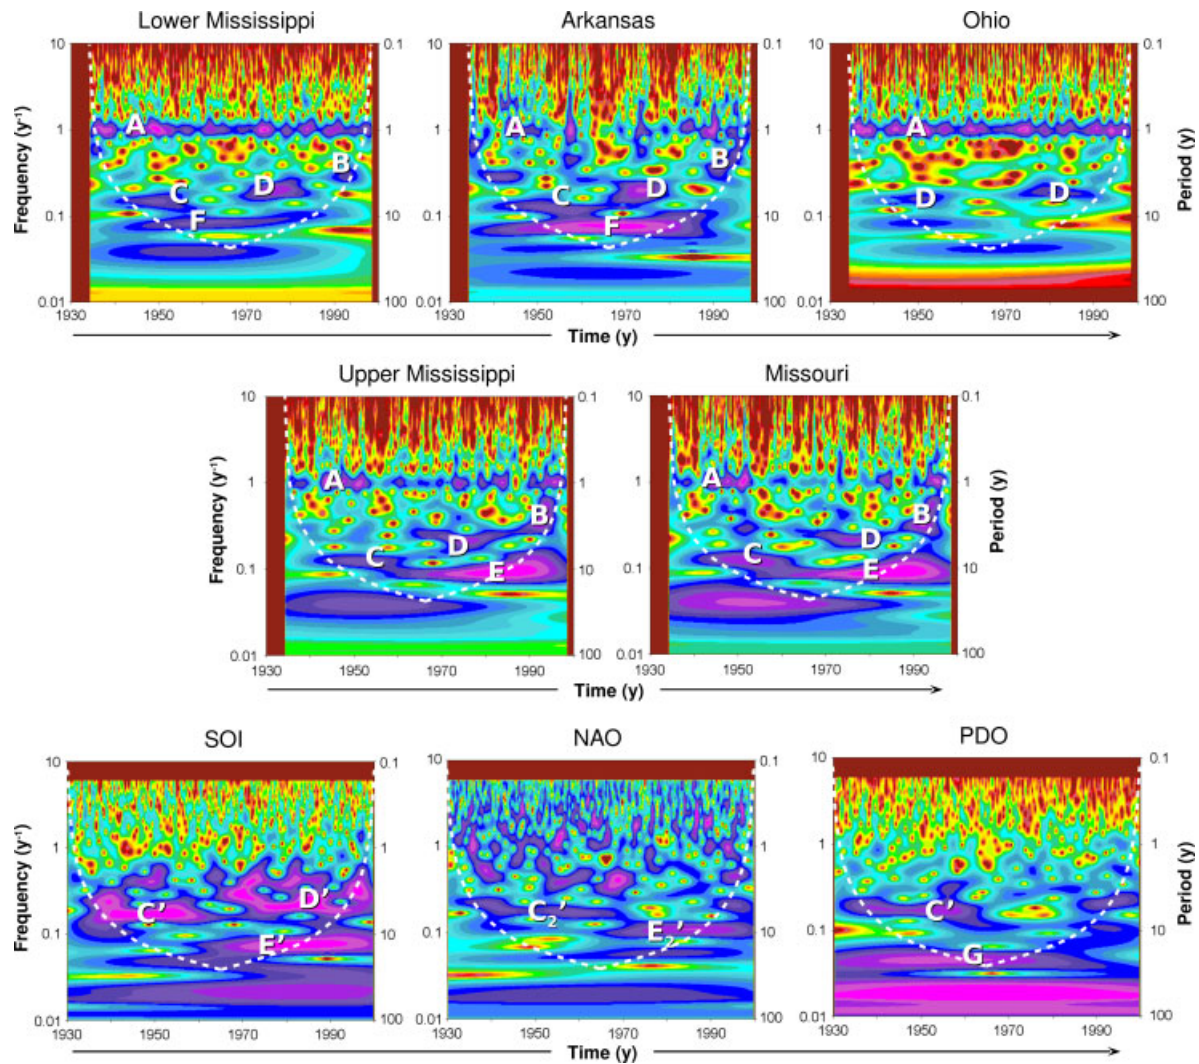 Lower Mississippi Arkansas Ohio
10 0.1 10 0.1 10 0.1
A A A
1 1 1 1 1 1
B B
C D C D D D
0.1 10 0.1 10 0.1 10
F F
0.01 100 0.01 100 0.01 100
1930 1950 1970 1990 1930 1950 1970 1990 1930 1950 1970 1990
Frequency (y⁻¹) Period (y)
Time (y)
Upper Mississippi Missouri
10 0.1 10 0.1
A A
1 1 1 1
B B
C D C D
0.1 E 10 0.1 E 10
0.01 100 0.01 100
1930 1950 1970 1990 1930 1950 1970 1990
Frequency (y⁻¹) Period (y)
Time (y)
SOI NAO PDO
10 0.1 10 0.1 10 0.1
1 1 1 1 1 1
C' D' C₂' C'
0.1 E' 10 0.1 E₂' 10 0.1 10
G
0.01 100 0.01 100 0.01 100
1930 1950 1970 1990 1930 1950 1970 1990 1930 1950 1970 1990
Frequency (y⁻¹) Period (y)
Time (y)